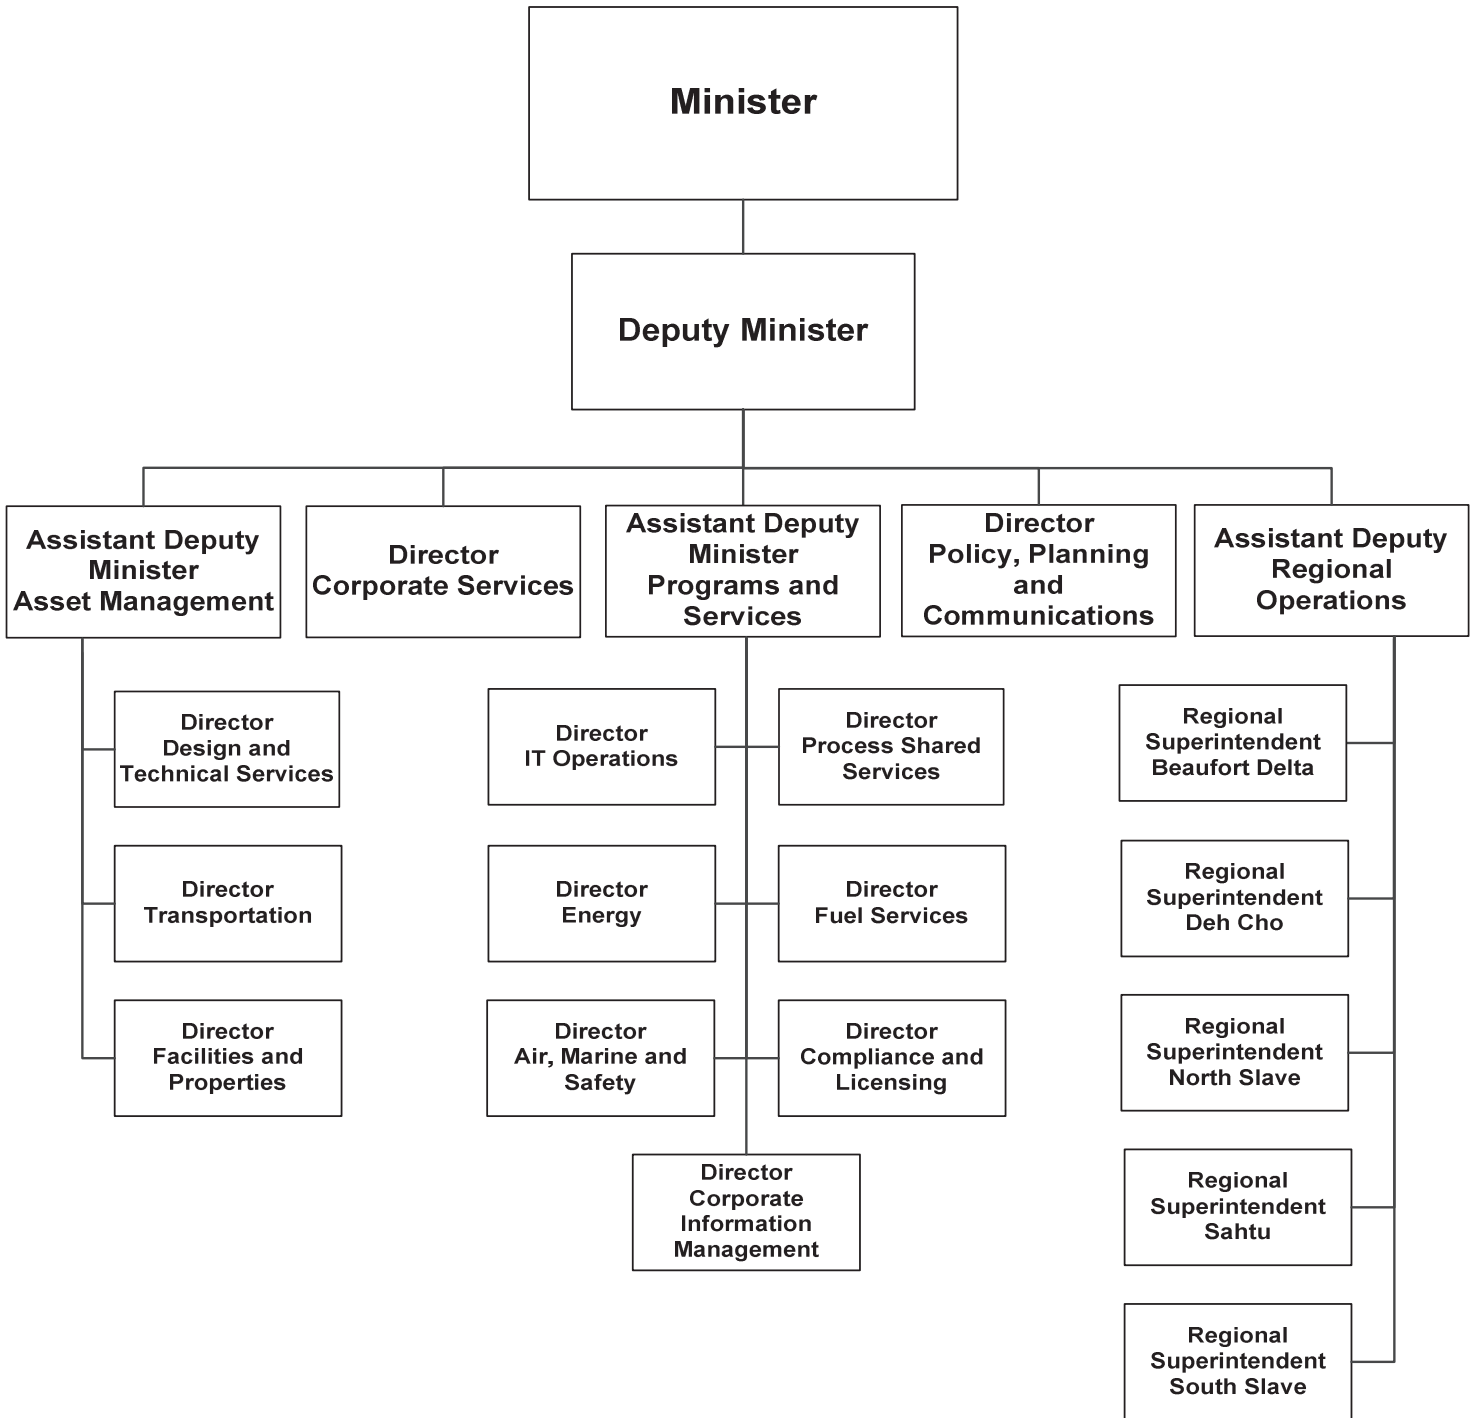 Minister
Deputy Minister
Assistant Deputy
Minister
Asset Management
Director
Corporate Services
Assistant Deputy
Minister
Programs and
Services
Director
Policy, Planning
and
Communications
Assistant Deputy
Regional
Operations
Director
Design and
Technical Services
Director
Transportation
Director
Facilities and
Properties
Director
IT Operations
Director
Process Shared
Services
Director
Energy
Director
Fuel Services
Director
Air, Marine and
Safety
Director
Compliance and
Licensing
Director
Corporate
Information
Management
Regional
Superintendent
Beaufort Delta
Regional
Superintendent
Deh Cho
Regional
Superintendent
North Slave
Regional
Superintendent
Sahtu
Regional
Superintendent
South Slave